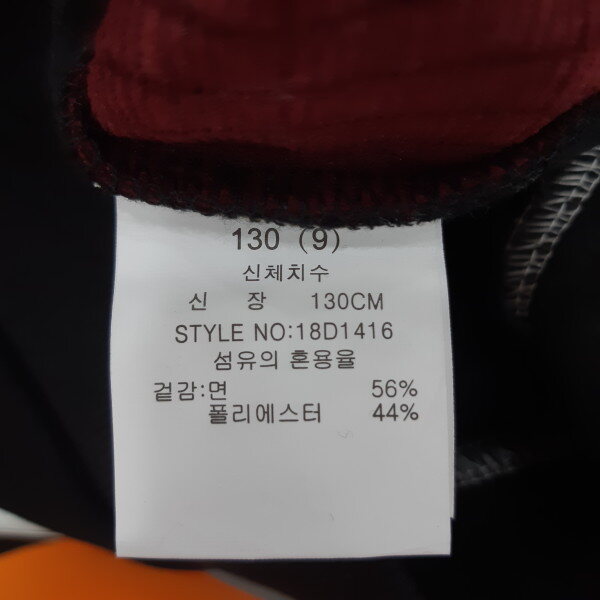 130 (9)
신체치수
신 장 130CM
STYLE NO:18D1416
섬유의 혼용율
겉감:면 56%
폴리에스터 44%